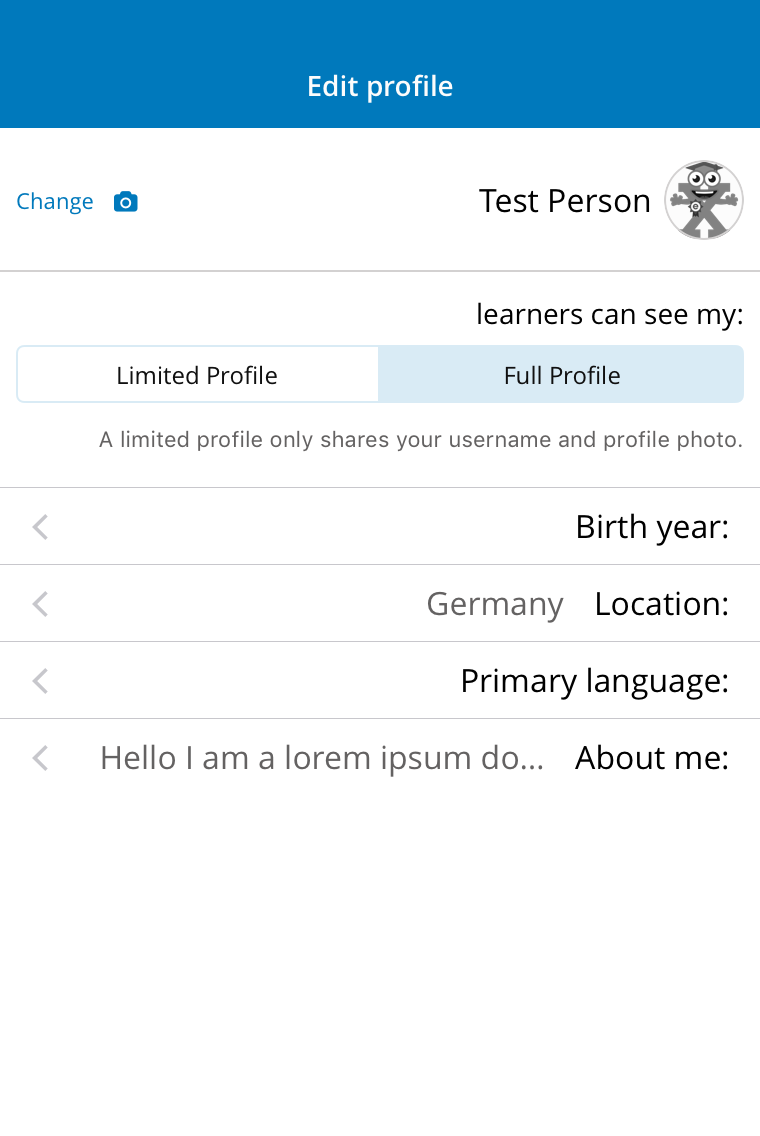 Edit profile
Change
Test Person
learners can see my:
Limited Profile
Full Profile
A limited profile only shares your username and profile photo.
Birth year:
Location: Germany
Primary language:
About me: Hello I am a lorem ipsum do...